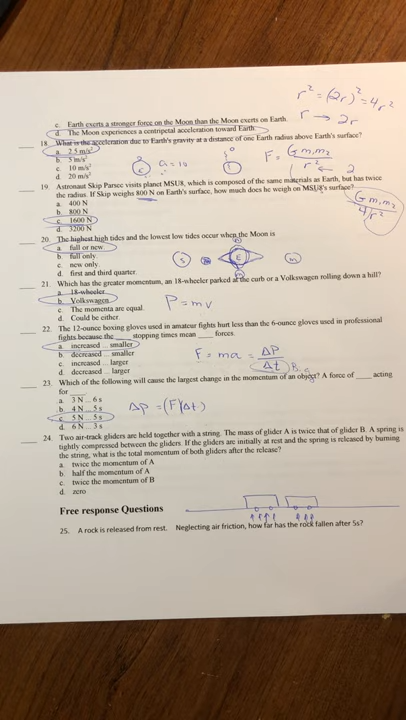 r² = (2r)² = 4r²
r → 2r
c. Earth exerts a stronger force on the Moon than the Moon exerts on Earth.
d. The Moon experiences a centripetal acceleration toward Earth.
18. What is the acceleration due to Earth's gravity at a distance of one Earth radius above Earth's surface?
a. 2.5 m/s²
b. 5 m/s²
c. 10 m/s²
d. 20 m/s²
a = 10
F = G m₁ m₂
r² ← 2
19. Astronaut Skip Parsec visits planet MSU8, which is composed of the same materials as Earth, but has twice
the radius. If Skip weighs 800 N on Earth's surface, how much does he weigh on MSU8's surface?
a. 400 N
b. 800 N
c. 1600 N
d. 3200 N
G m₁ m₂
4 r²
20. The highest high tides and the lowest low tides occur when the Moon is
a. full or new.
b. full only.
c. new only.
d. first and third quarter.
S
E
m
21. Which has the greater momentum, an 18-wheeler parked at the curb or a Volkswagen rolling down a hill?
a. 18-wheeler
b. Volkswagen
c. The momenta are equal.
d. Could be either.
P = mv
22. The 12-ounce boxing gloves used in amateur fights hurt less than the 6-ounce gloves used in professional
fights because the ____ stopping times mean ____ forces.
a. increased ... smaller
b. decreased ... smaller
c. increased ... larger
d. decreased ... larger
F = ma = ΔP
Δt
23. Which of the following will cause the largest change in the momentum of an object? A force of ____ acting
for ____
a. 3 N ... 6 s
b. 4 N ... 5 s
c. 5 N ... 5 s
d. 6 N ... 3 s
ΔP = (F)(Δt)
24. Two air-track gliders are held together with a string. The mass of glider A is twice that of glider B. A spring is
tightly compressed between the gliders. If the gliders are initially at rest and the spring is released by burning
the string, what is the total momentum of both gliders after the release?
a. twice the momentum of A
b. half the momentum of A
c. twice the momentum of B
d. zero
Free response Questions
25. A rock is released from rest. Neglecting air friction, how far has the rock fallen after 5s?